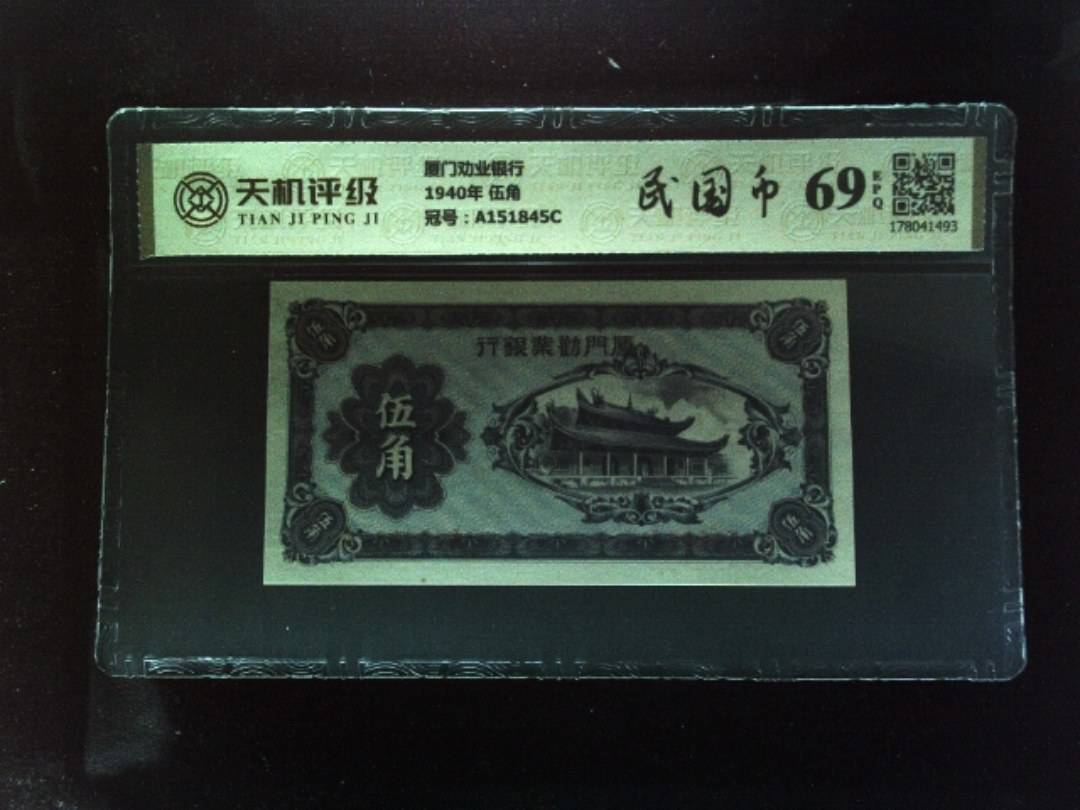 天机评级
TIAN JI PING JI
厦门劝业银行
1940年 伍角
冠号：A151845C
民国币
69
EPQ
178041493
行銀業勸門廈
伍角